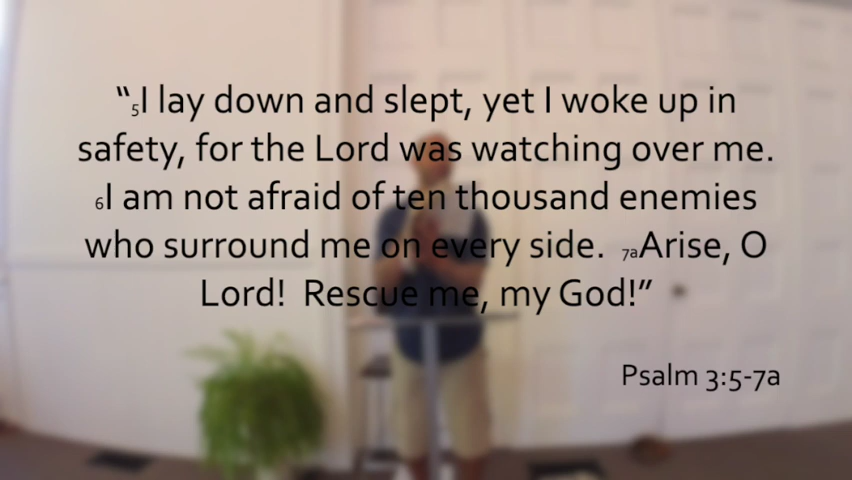 “5I lay down and slept, yet I woke up in
safety, for the Lord was watching over me.
6I am not afraid of ten thousand enemies
who surround me on every side.  7aArise, O
Lord!  Rescue me, my God!”
Psalm 3:5-7a